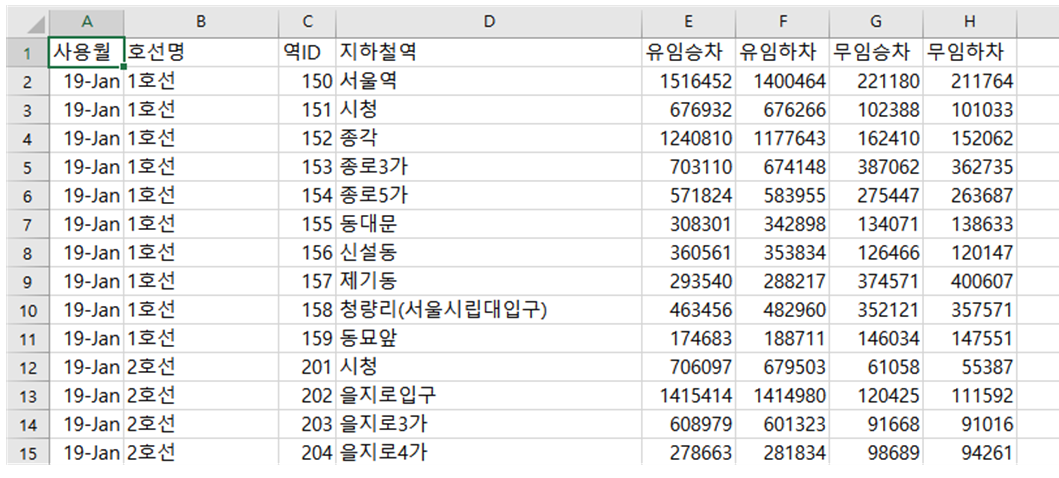 A B C D E F G H
1 사용월 호선명 역ID 지하철역 유임승차 유임하차 무임승차 무임하차
2 19-Jan 1호선 150 서울역 1516452 1400464 221180 211764
3 19-Jan 1호선 151 시청 676932 676266 102388 101033
4 19-Jan 1호선 152 종각 1240810 1177643 162410 152062
5 19-Jan 1호선 153 종로3가 703110 674148 387062 362735
6 19-Jan 1호선 154 종로5가 571824 583955 275447 263687
7 19-Jan 1호선 155 동대문 308301 342898 134071 138633
8 19-Jan 1호선 156 신설동 360561 353834 126466 120147
9 19-Jan 1호선 157 제기동 293540 288217 374571 400607
10 19-Jan 1호선 158 청량리(서울시립대입구) 463456 482960 352121 357571
11 19-Jan 1호선 159 동묘앞 174683 188711 146034 147551
12 19-Jan 2호선 201 시청 706097 679503 61058 55387
13 19-Jan 2호선 202 을지로입구 1415414 1414980 120425 111592
14 19-Jan 2호선 203 을지로3가 608979 601323 91668 91016
15 19-Jan 2호선 204 을지로4가 278663 281834 98689 94261